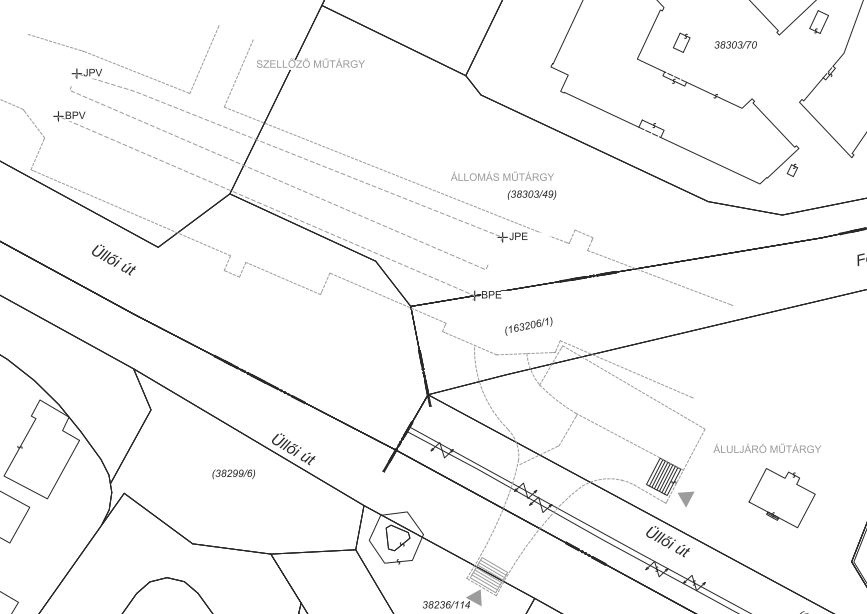 38303/70
SZELLŐZŐ MŰTÁRGY
JPV
BPV
ÁLLOMÁS MŰTÁRGY
(38303/49)
JPE
Üllői út
BPE
(163206/1)
Üllői út
(38299/6)
ÁLULJÁRÓ MŰTÁRGY
Üllői út
38236/114